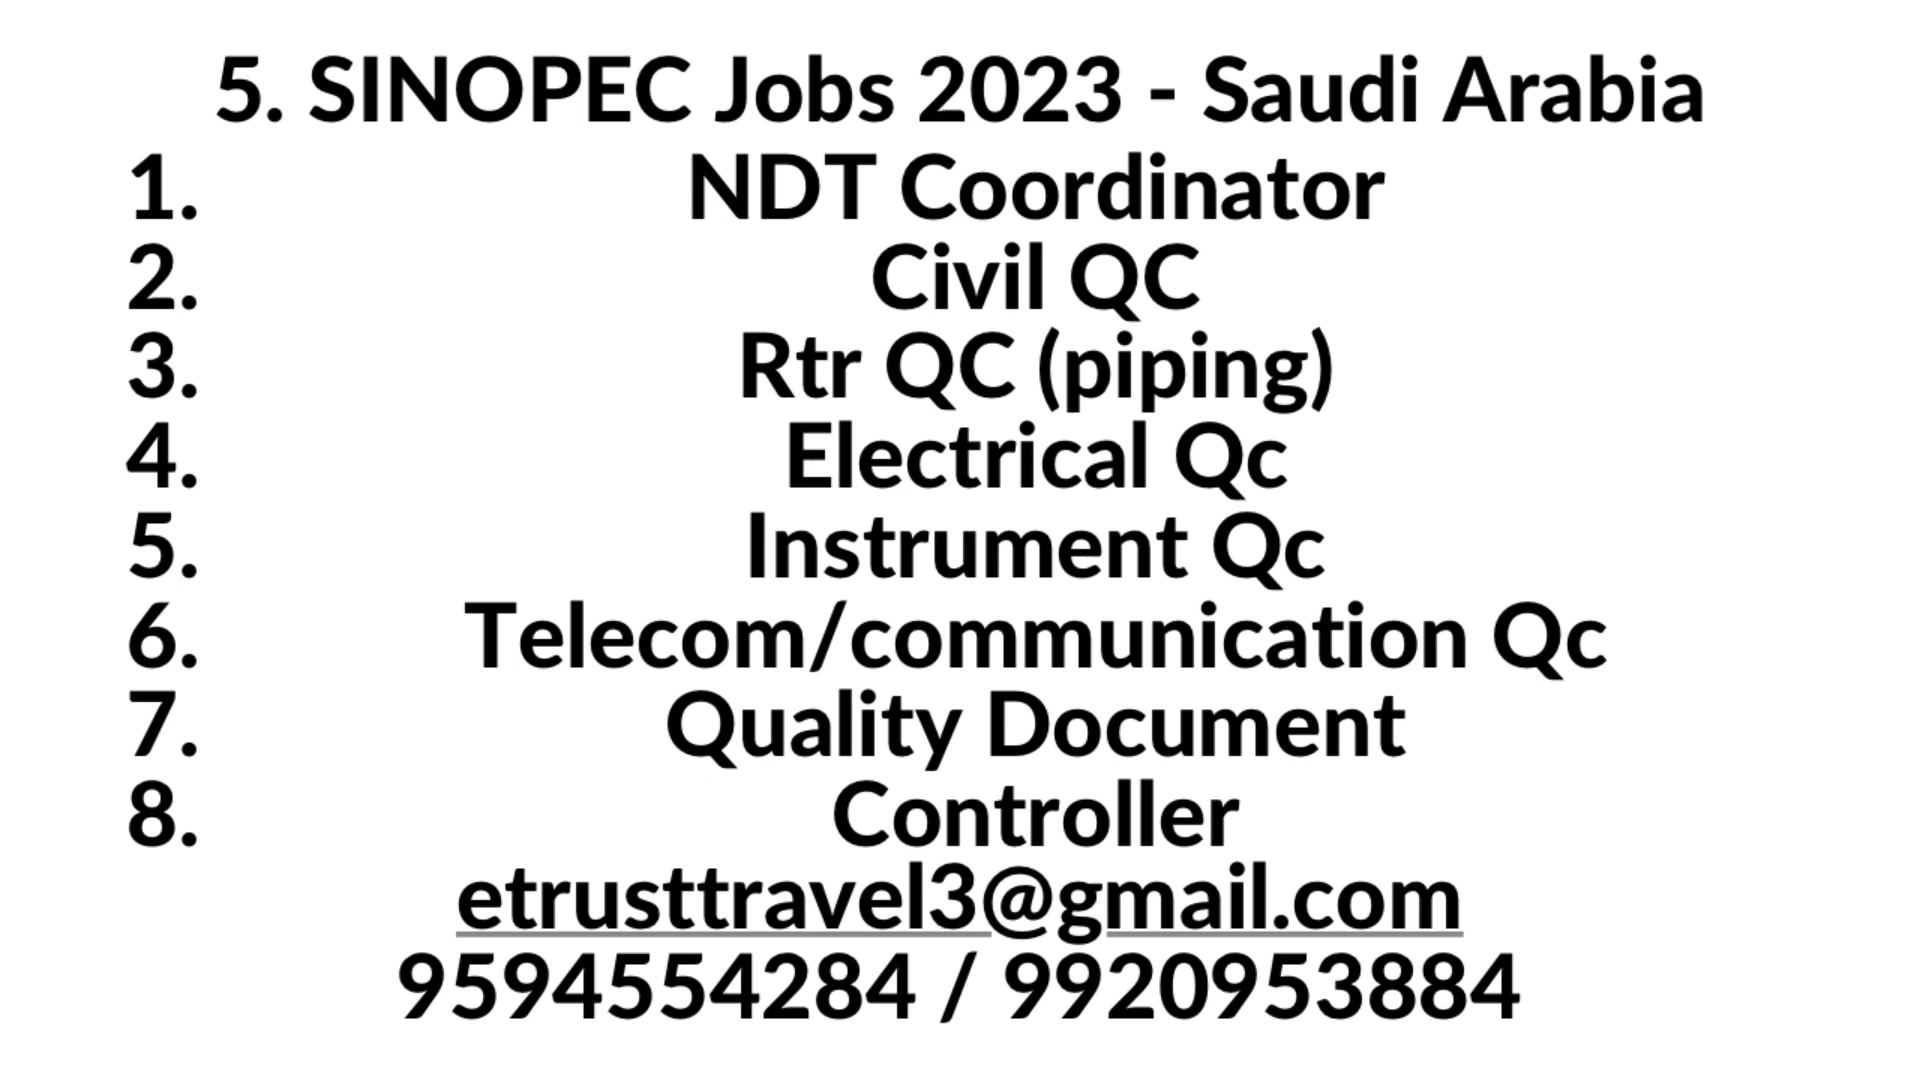 5. SINOPEC Jobs 2023 - Saudi Arabia
1. NDT Coordinator
2. Civil QC
3. Rtr QC (piping)
4. Electrical Qc
5. Instrument Qc
6. Telecom/communication Qc
7. Quality Document
8. Controller
etrusttravel3@gmail.com
9594554284 / 9920953884